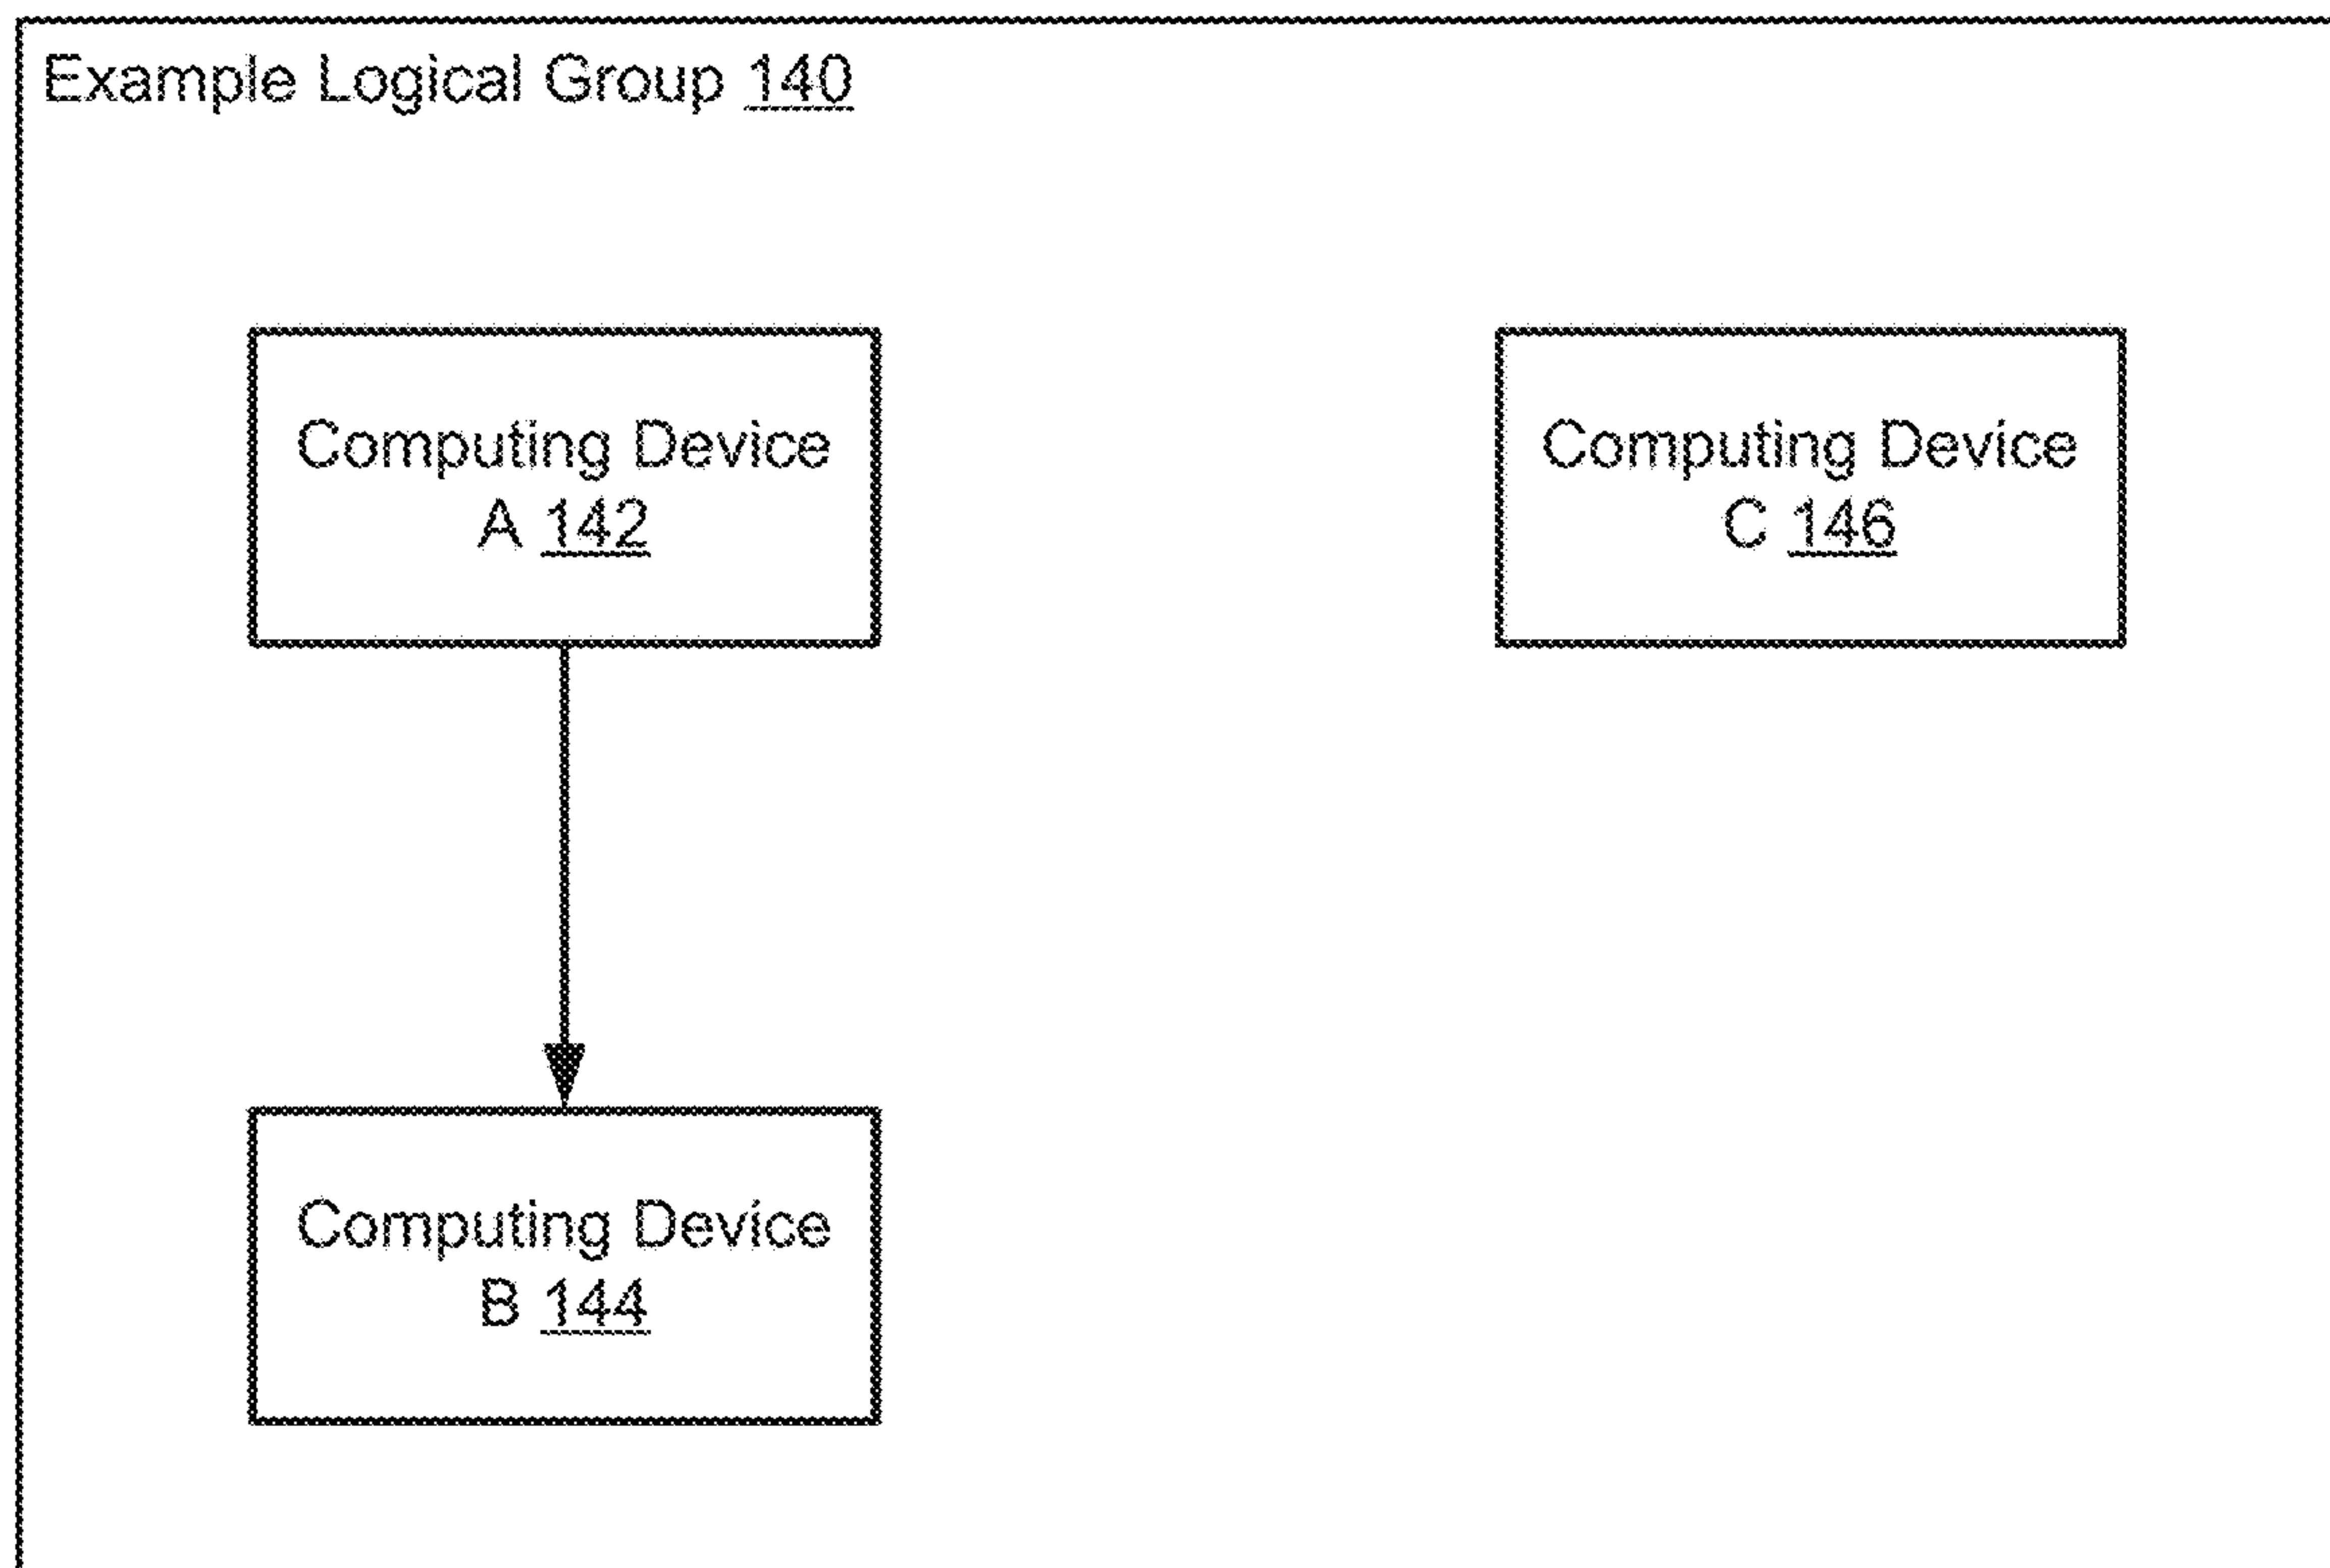 Example Logical Group 140
Computing Device
A 142
Computing Device
C 146
Computing Device
B 144